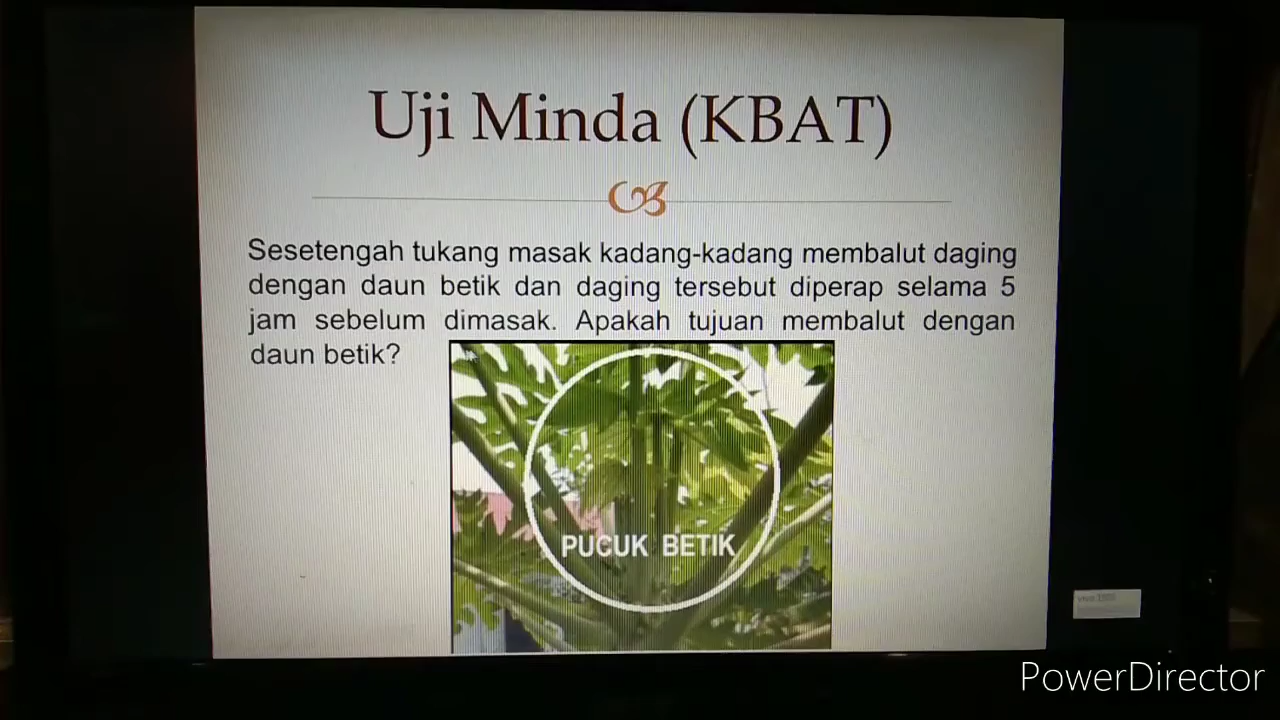 Uji Minda (KBAT)
Sesetengah tukang masak kadang-kadang membalut daging
dengan daun betik dan daging tersebut diperap selama 5
jam sebelum dimasak. Apakah tujuan membalut dengan
daun betik?
PUCUK BETIK
PowerDirector